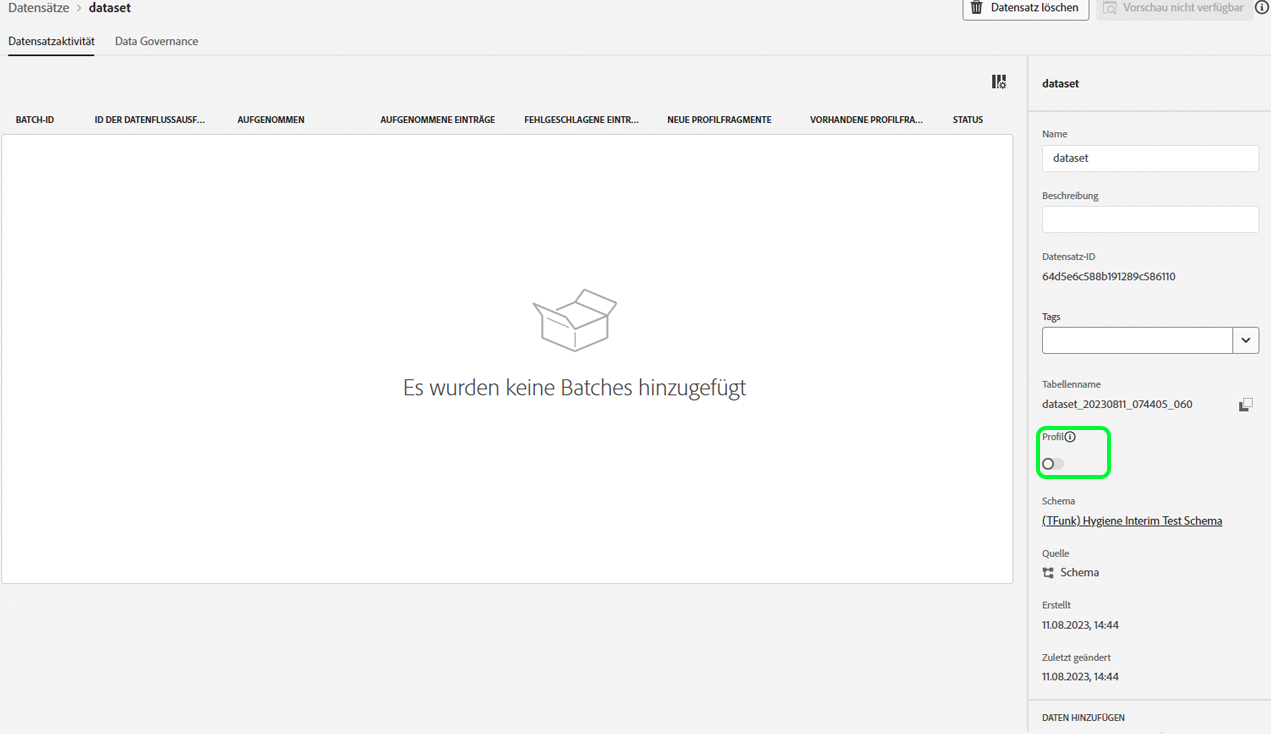 Datensätze > dataset
Datensatz löschen
Vorschau nicht verfügbar
Datensatzaktivität
Data Governance
BATCH-ID
ID DER DATENFLUSSAUSF...
AUFGENOMMEN
AUFGENOMMENE EINTRÄGE
FEHLGESCHLAGENE EINTR...
NEUE PROFILFRAGMENTE
VORHANDENE PROFILFRA...
STATUS
Es wurden keine Batches hinzugefügt
dataset
Name
dataset
Beschreibung
Datensatz-ID
64d5e6c588b191289c586110
Tags
Tabellenname
dataset_20230811_074405_060
Profil
Schema
(TFunk) Hygiene Interim Test Schema
Quelle
Schema
Erstellt
11.08.2023, 14:44
Zuletzt geändert
11.08.2023, 14:44
DATEN HINZUFÜGEN